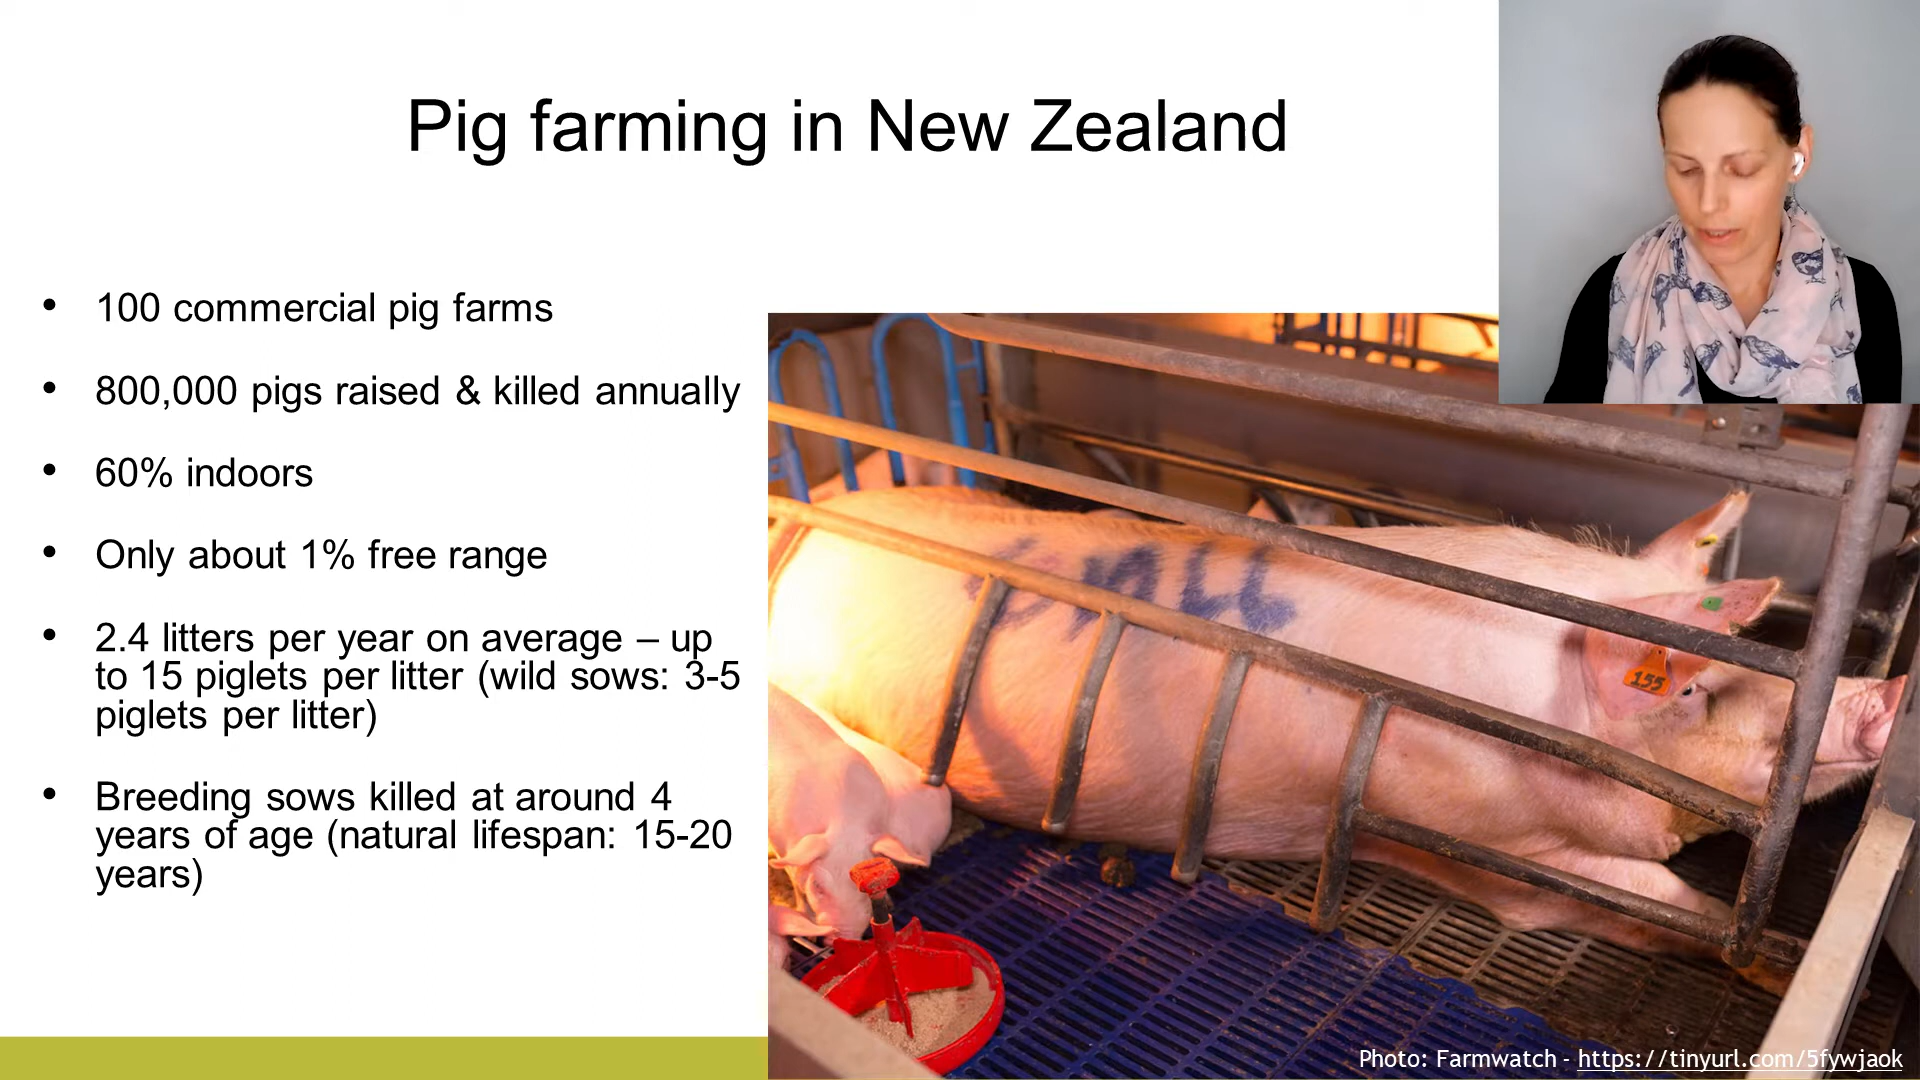 Pig farming in New Zealand
• 100 commercial pig farms
• 800,000 pigs raised & killed annually
• 60% indoors
• Only about 1% free range
• 2.4 litters per year on average – up
to 15 piglets per litter (wild sows: 3-5
piglets per litter)
• Breeding sows killed at around 4
years of age (natural lifespan: 15-20
years)
155
Photo: Farmwatch - https://tinyurl.com/5fywjaok